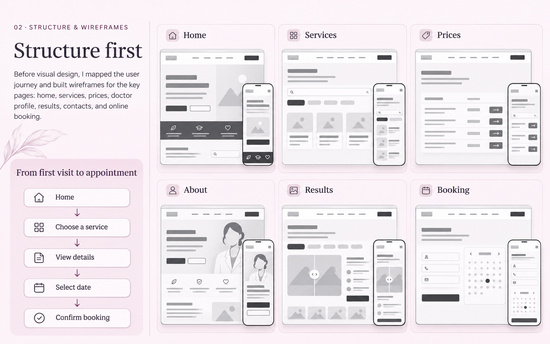 02 · STRUCTURE & WIREFRAMES
Structure first
Before visual design, I mapped the user
journey and built wireframes for the key
pages: home, services, prices, doctor
profile, results, contacts, and online
booking.
From first visit to appointment
Home
Choose a service
View details
Select date
Confirm booking
Home
Services
Prices
About
Results
Booking